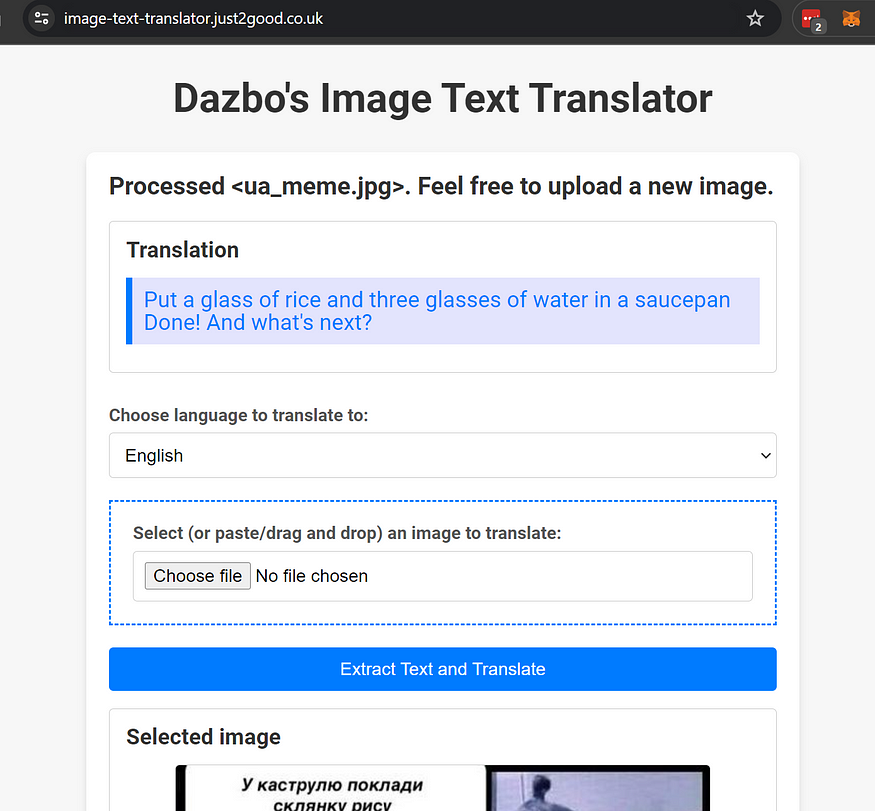 image-text-translator.just2good.co.uk
2
Dazbo's Image Text Translator
Processed <ua_meme.jpg>. Feel free to upload a new image.
Translation
Put a glass of rice and three glasses of water in a saucepan
Done! And what's next?
Choose language to translate to:
English
Select (or paste/drag and drop) an image to translate:
Choose file No file chosen
Extract Text and Translate
Selected image
У каструлю поклади
склянку рису